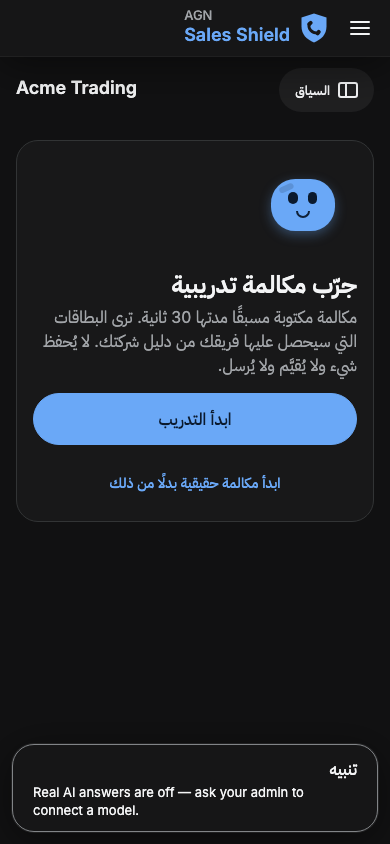 AGN
Sales Shield
السياق
Acme Trading
جرّب مكالمة تدريبية
مكالمة مكتوبة مسبقًا مدتها 30 ثانية. ترى البطاقات
التي سيحصل عليها فريقك من دليل شركتك. لا يُحفظ
شيء ولا يُقيَّم ولا يُرسل.
ابدأ التدريب
ابدأ مكالمة حقيقية بدلًا من ذلك
تنبيه
Real AI answers are off — ask your admin to
connect a model.